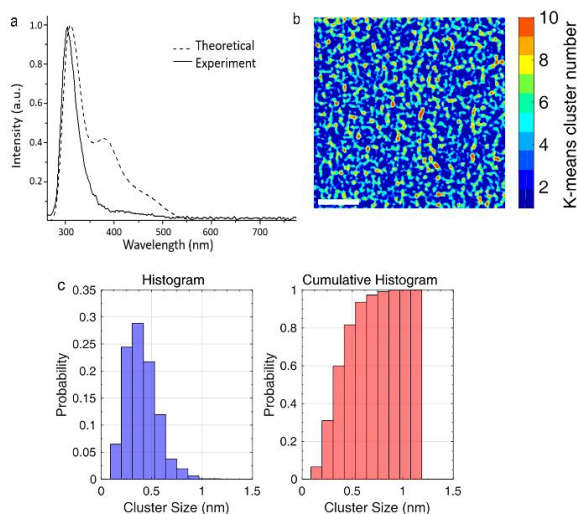 a
1.0
0.8
0.6
0.4
0.2
Intensity (a.u.)
Theoretical
Experiment
300 400 500 600 700
Wavelength (nm)
b
10
8
6
4
2
K-means cluster number
c
Histogram
0.35
0.3
0.25
0.2
0.15
0.1
0.05
0
Probability
0 0.5 1 1.5
Cluster Size (nm)
Cumulative Histogram
1
0.8
0.6
0.4
0.2
0
Probability
0 0.5 1 1.5
Cluster Size (nm)